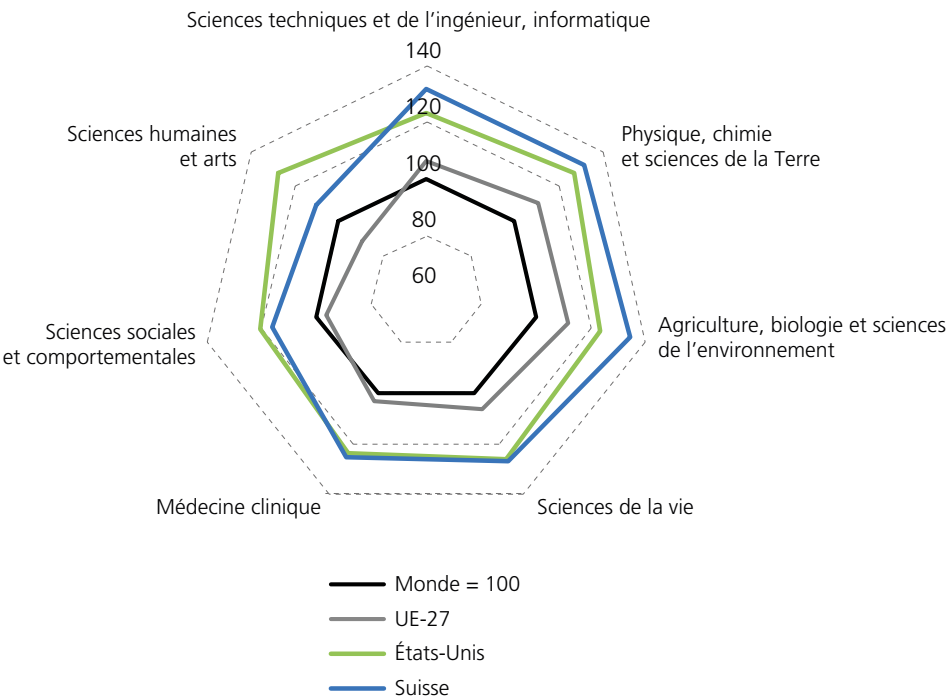 Sciences techniques et de l’ingénieur, informatique
140
120
100
80
60
Physique, chimie
et sciences de la Terre
Agriculture, biologie et sciences
de l’environnement
Sciences de la vie
Médecine clinique
Sciences sociales
et comportementales
Sciences humaines
et arts
Monde = 100
UE-27
États-Unis
Suisse